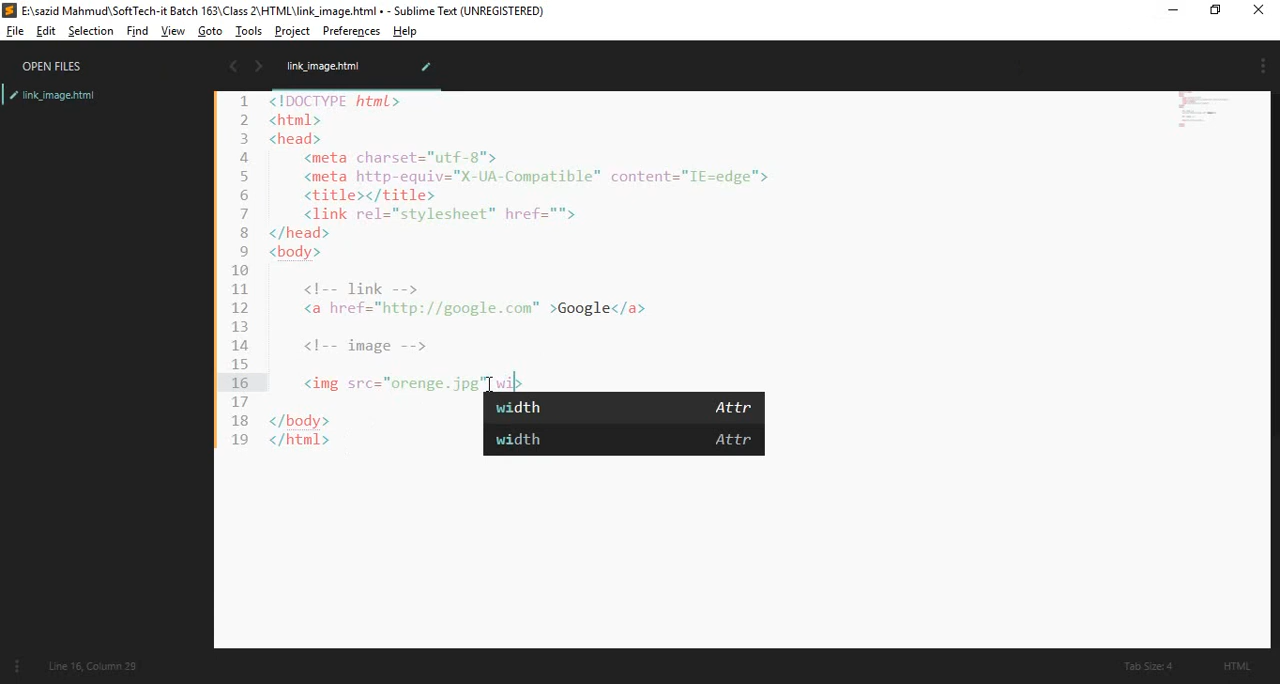 E:\sazid Mahmud\SoftTech-it Batch 163\Class 2\HTML\link_image.html • - Sublime Text (UNREGISTERED)
File Edit Selection Find View Goto Tools Project Preferences Help
OPEN FILES
link_image.html
link_image.html
1 <!DOCTYPE html>
2 <html>
3 <head>
4 <meta charset="utf-8">
5 <meta http-equiv="X-UA-Compatible" content="IE=edge">
6 <title></title>
7 <link rel="stylesheet" href="">
8 </head>
9 <body>
10
11 <!-- link -->
12 <a href="http://google.com" >Google</a>
13
14 <!-- image -->
15
16 <img src="orenge.jpg" wi>
17
18 </body>
19 </html>
width Attr
width Attr
Line 16, Column 29
Tab Size: 4 HTML